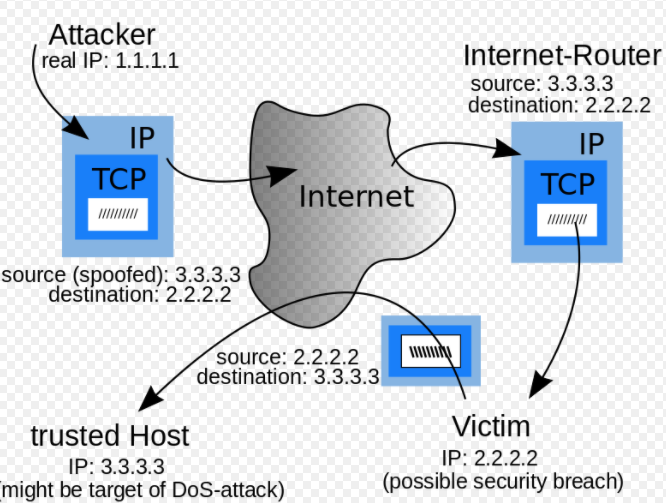 Attacker
real IP: 1.1.1.1
IP
TCP
source (spoofed): 3.3.3.3
destination: 2.2.2.2
Internet
Internet-Router
source: 3.3.3.3
destination: 2.2.2.2
IP
TCP
source: 2.2.2.2
destination: 3.3.3.3
trusted Host
IP: 3.3.3.3
(might be target of DoS-attack)
Victim
IP: 2.2.2.2
(possible security breach)